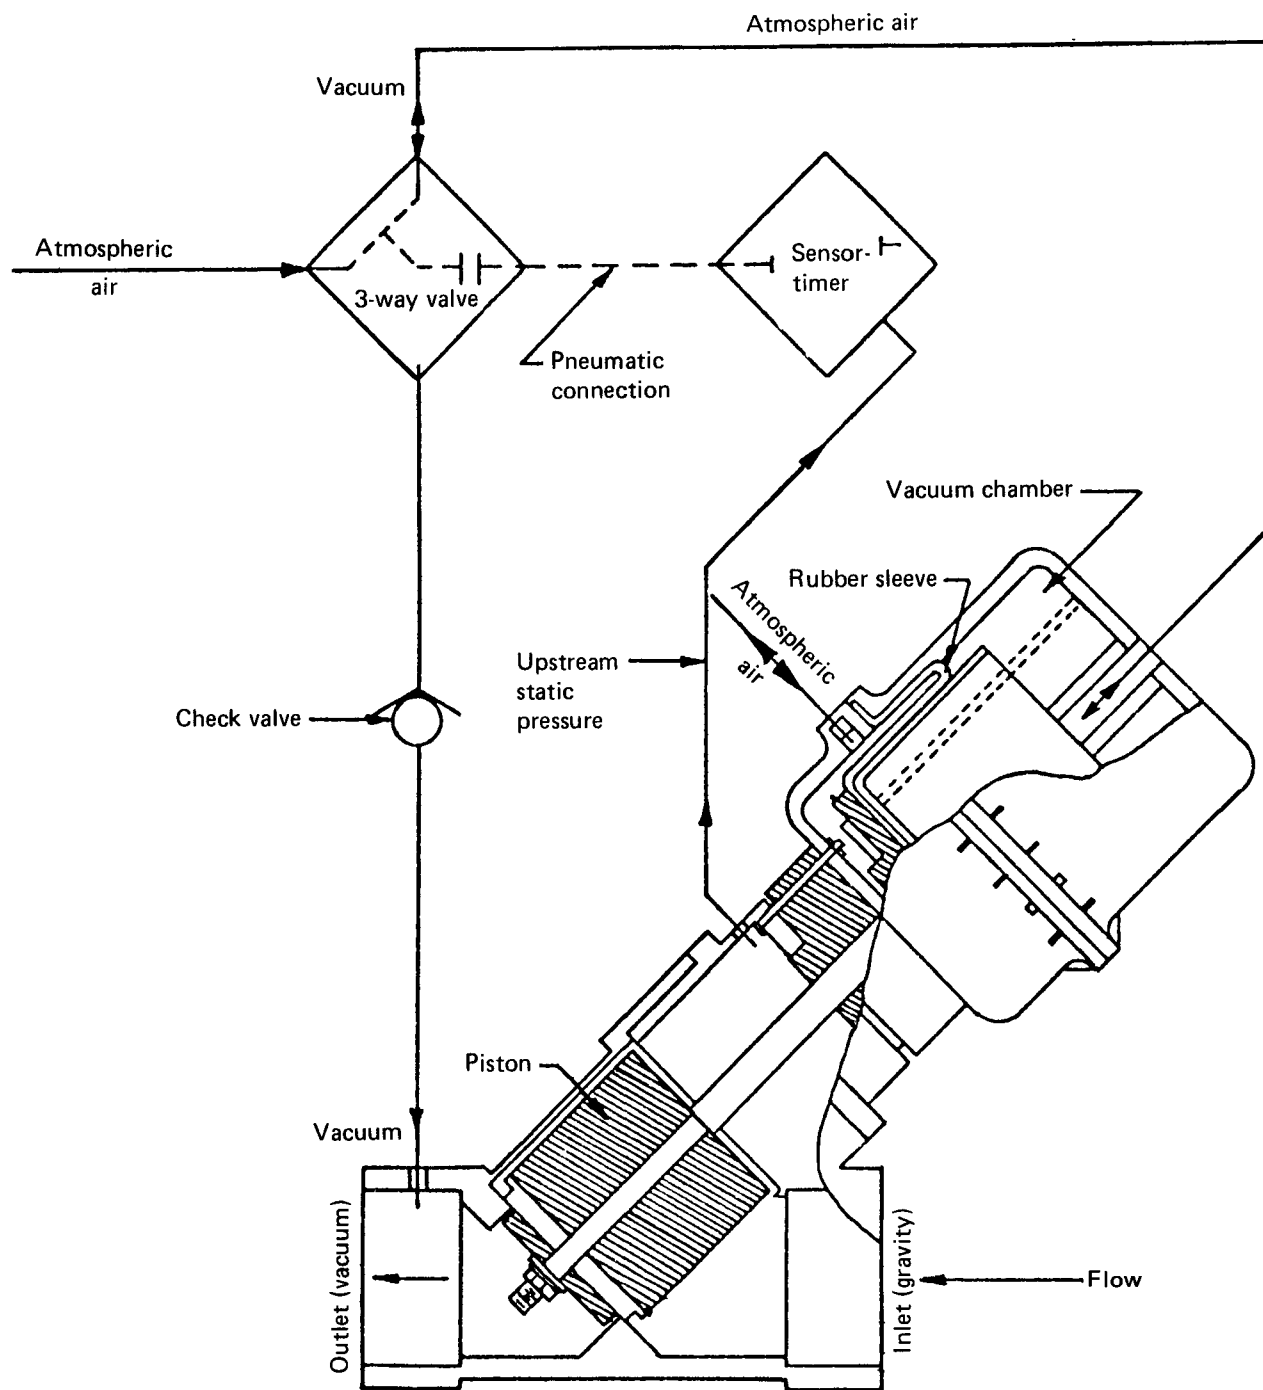 Atmospheric air
Vacuum
Atmospheric
air
3-way valve
Sensor-
timer
Pneumatic
connection
Vacuum chamber
Rubber sleeve
Atmospheric
air
Upstream
static
pressure
Check valve
Piston
Vacuum
Outlet (vacuum)
Inlet (gravity)
Flow